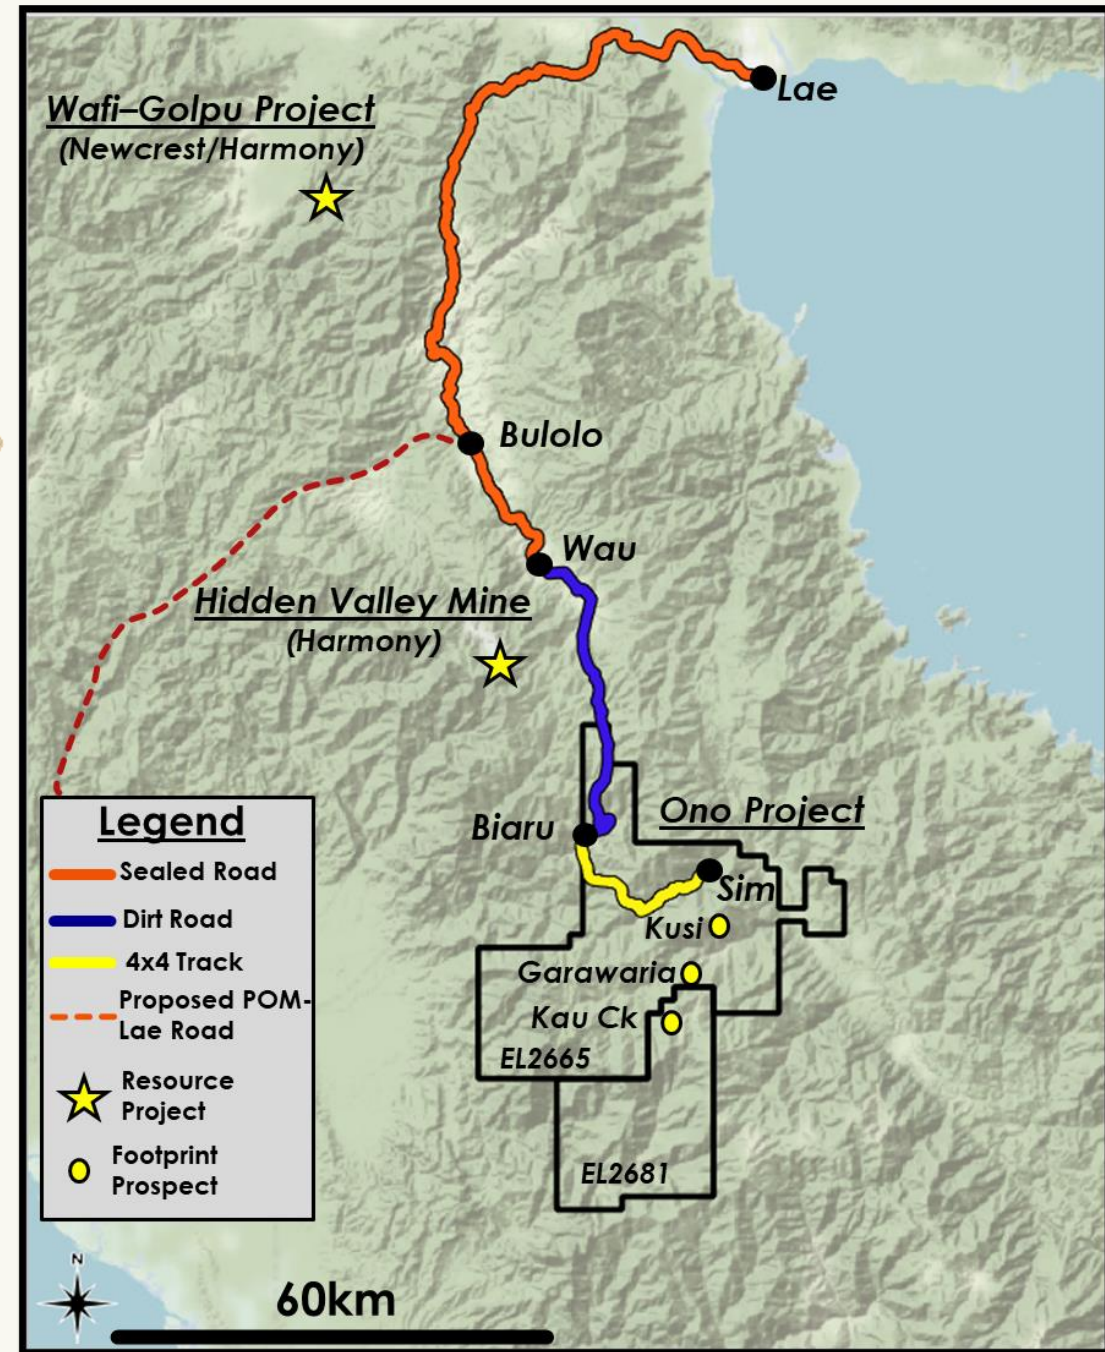 Lae
Wafi–Golpu Project
(Newcrest/Harmony)
Bulolo
Wau
Hidden Valley Mine
(Harmony)
Ono Project
Biaru
Sim
Kusi
Garawaria
Kau Ck
EL2665
EL2681
Legend
Sealed Road
Dirt Road
4x4 Track
Proposed POM-
Lae Road
Resource
Project
Footprint
Prospect
N
60km